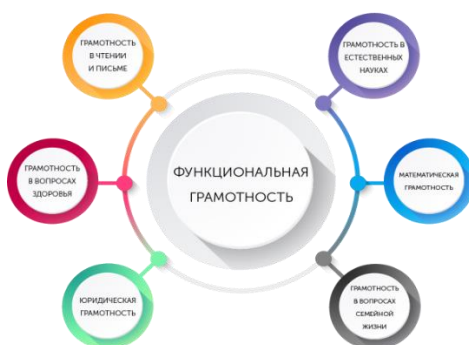 ГРАМОТНОСТЬ
В ЧТЕНИИ
И ПИСЬМЕ
ГРАМОТНОСТЬ В
ЕСТЕСТВЕННЫХ
НАУКАХ
ГРАМОТНОСТЬ
В ВОПРОСАХ
ЗДОРОВЬЯ
ФУНКЦИОНАЛЬНАЯ
ГРАМОТНОСТЬ
МАТЕМАТИЧЕСКАЯ
ГРАМОТНОСТЬ
ЮРИДИЧЕСКАЯ
ГРАМОТНОСТЬ
ГРАМОТНОСТЬ
В ВОПРОСАХ
СЕМЕЙНОЙ
ЖИЗНИ